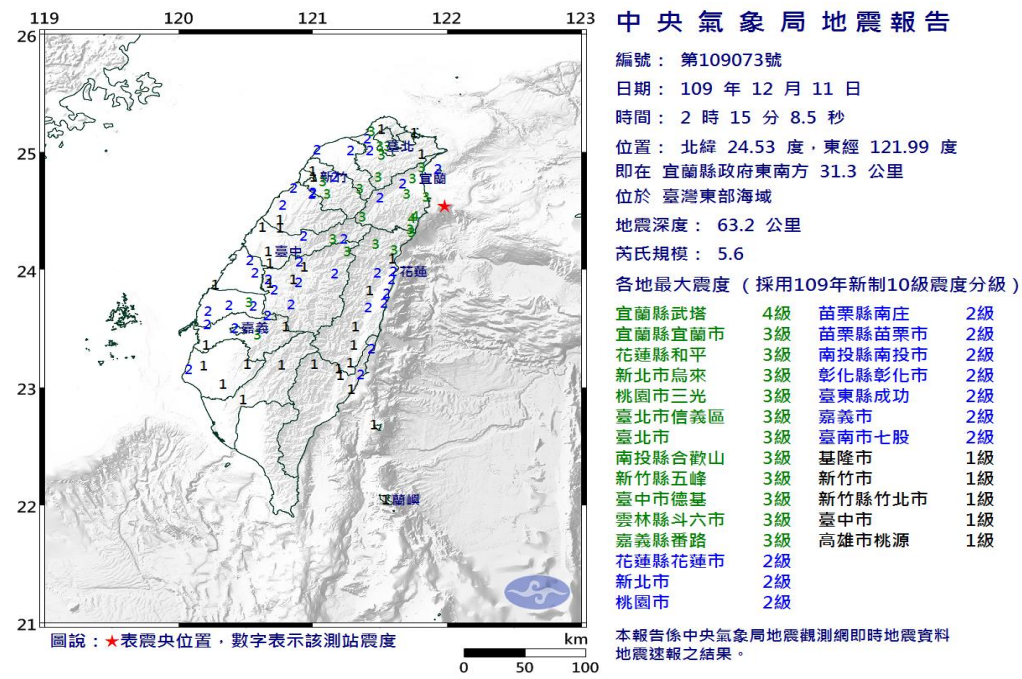 119 120 121 122 123
26
25
24
23
22
21
臺北
新竹
宜蘭
臺中
花蓮
嘉義
蘭嶼
圖說：★表震央位置，數字表示該測站震度
km
0 50 100
中央氣象局地震報告
編號： 第109073號
日期： 109 年 12 月 11 日
時間： 2 時 15 分 8.5 秒
位置： 北緯 24.53 度，東經 121.99 度
即在 宜蘭縣政府東南方 31.3 公里
位於 臺灣東部海域
地震深度： 63.2 公里
芮氏規模： 5.6
各地最大震度（採用109年新制10級震度分級）
宜蘭縣武塔 4級 苗栗縣南庄 2級
宜蘭縣宜蘭市 3級 苗栗縣苗栗市 2級
花蓮縣和平 3級 南投縣南投市 2級
新北市烏來 3級 彰化縣彰化市 2級
桃園市三光 3級 臺東縣成功 2級
臺北市信義區 3級 嘉義市 2級
臺北市 3級 臺南市七股 2級
南投縣合歡山 3級 基隆市 1級
新竹縣五峰 3級 新竹市 1級
臺中市德基 3級 新竹縣竹北市 1級
雲林縣斗六市 3級 臺中市 1級
嘉義縣番路 3級 高雄市桃源 1級
花蓮縣花蓮市 2級
新北市 2級
桃園市 2級
本報告係中央氣象局地震觀測網即時地震資料
地震速報之結果。